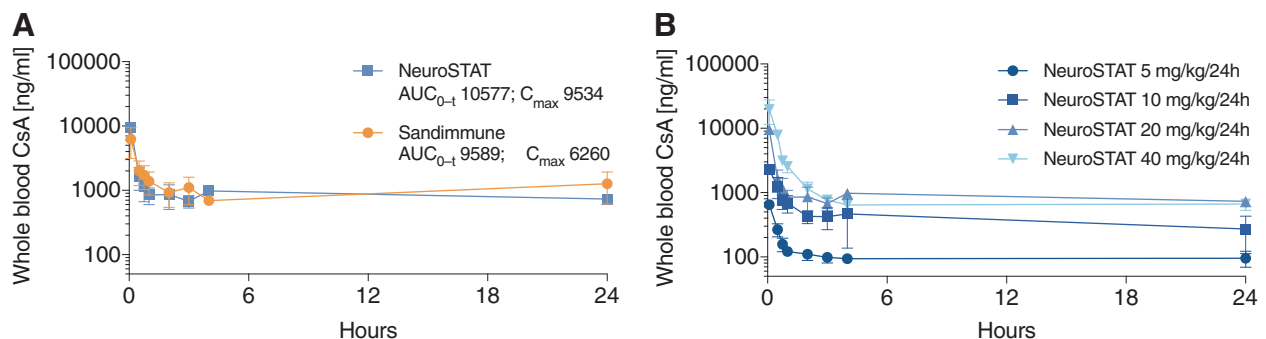 A
Whole blood CsA [ng/ml]
100000
10000
1000
100
0
6
12
18
24
Hours
NeuroSTAT
AUC0–t 10577; Cmax 9534
Sandimmune
AUC0–t 9589; Cmax 6260
B
Whole blood CsA [ng/ml]
100000
10000
1000
100
0
6
12
18
24
Hours
NeuroSTAT 5 mg/kg/24h
NeuroSTAT 10 mg/kg/24h
NeuroSTAT 20 mg/kg/24h
NeuroSTAT 40 mg/kg/24h